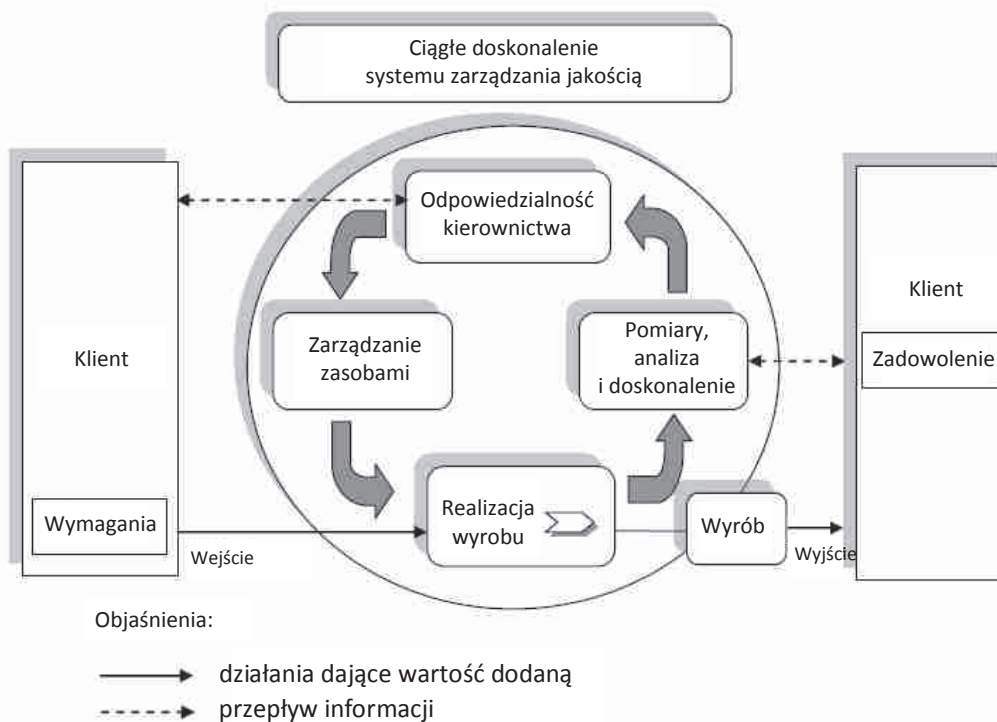 Ciągłe doskonalenie
systemu zarządzania jakością
Odpowiedzialność
kierownictwa
Klient
Zarządzanie
zasobami
Pomiary,
analiza
i doskonalenie
Klient
Zadowolenie
Wymagania
Wejście
Realizacja
wyrobu
Wyrób
Wyjście
Objaśnienia:
działania dające wartość dodaną
przepływ informacji